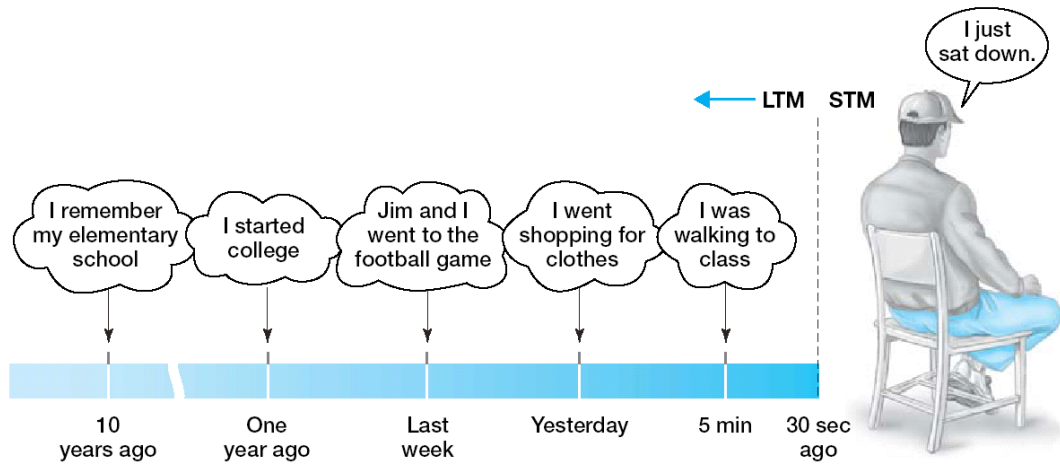 I just
sat down.
LTM STM
I remember
my elementary
school
I started
college
Jim and I
went to the
football game
I went
shopping for
clothes
I was
walking to
class
10
years ago
One
year ago
Last
week
Yesterday
5 min
30 sec
ago